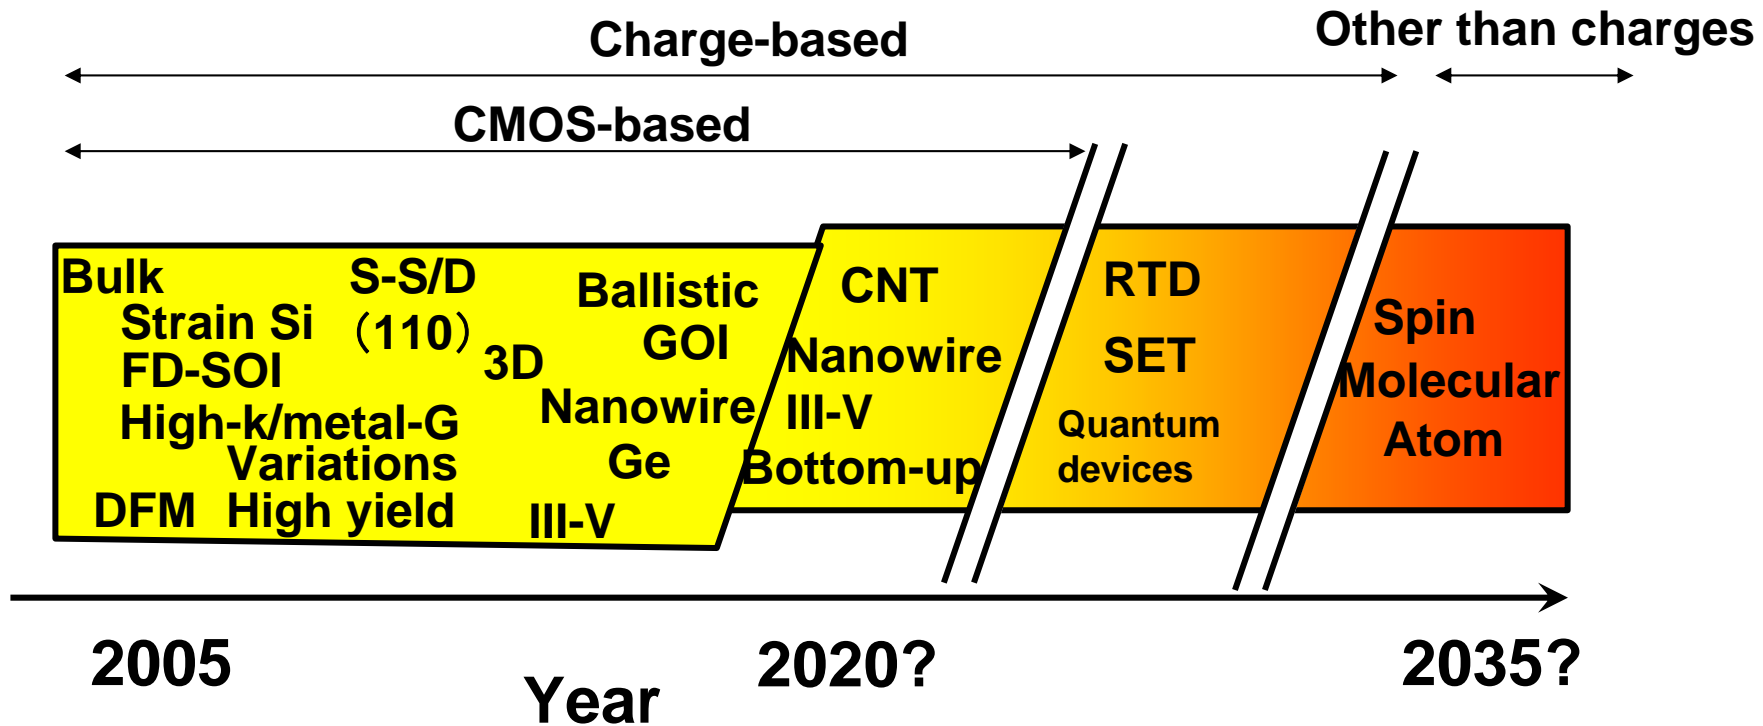 Other than charges
Charge-based
CMOS-based
Bulk
Strain Si
FD-SOI
High-k/metal-G
Variations
DFM
High yield
S-S/D
（110）
3D
Ballistic
GOI
Nanowire
Ge
III-V
CNT
Nanowire
III-V
Bottom-up
RTD
SET
Quantum
devices
Spin
Molecular
Atom
2005
2020?
2035?
Year